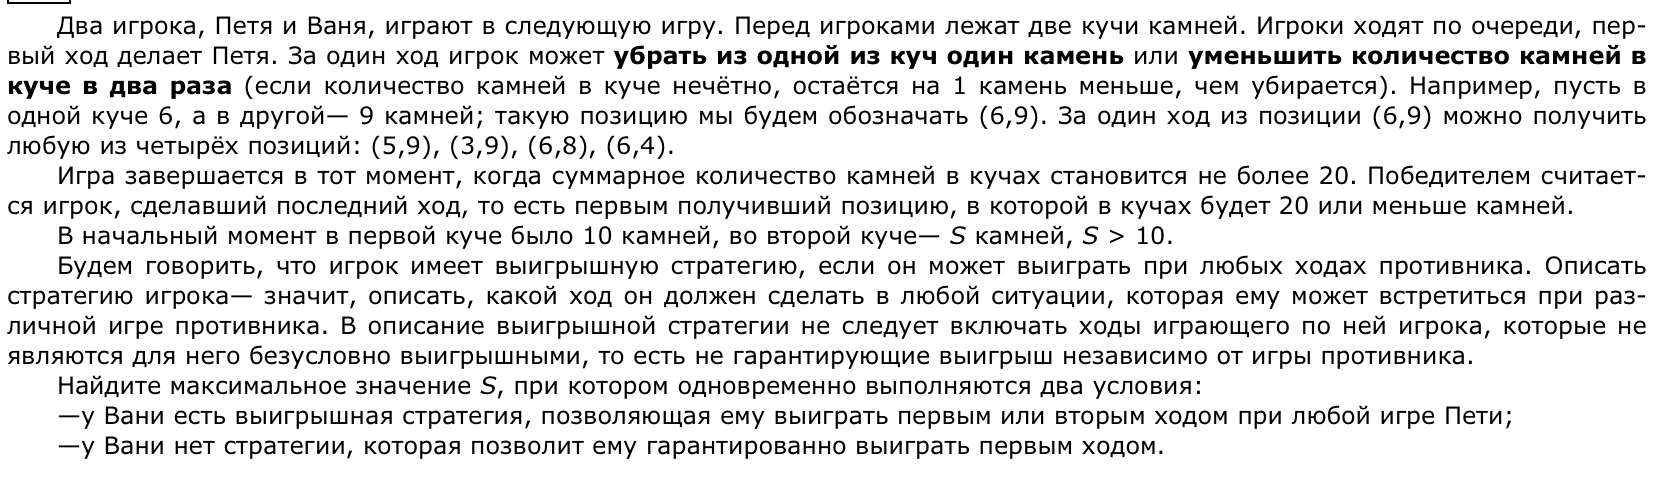 Два игрока, Петя и Ваня, играют в следующую игру. Перед игроками лежат две кучи камней. Игроки ходят по очереди, пер-
вый ход делает Петя. За один ход игрок может убрать из одной из куч один камень или уменьшить количество камней в
куче в два раза (если количество камней в куче нечётно, остаётся на 1 камень меньше, чем убирается). Например, пусть в
одной куче 6, а в другой— 9 камней; такую позицию мы будем обозначать (6,9). За один ход из позиции (6,9) можно получить
любую из четырёх позиций: (5,9), (3,9), (6,8), (6,4).
Игра завершается в тот момент, когда суммарное количество камней в кучах становится не более 20. Победителем считает-
ся игрок, сделавший последний ход, то есть первым получивший позицию, в которой в кучах будет 20 или меньше камней.
В начальный момент в первой куче было 10 камней, во второй куче— S камней, S > 10.
Будем говорить, что игрок имеет выигрышную стратегию, если он может выиграть при любых ходах противника. Описать
стратегию игрока— значит, описать, какой ход он должен сделать в любой ситуации, которая ему может встретиться при раз-
личной игре противника. В описание выигрышной стратегии не следует включать ходы играющего по ней игрока, которые не
являются для него безусловно выигрышными, то есть не гарантирующие выигрыш независимо от игры противника.
Найдите максимальное значение S, при котором одновременно выполняются два условия:
—у Вани есть выигрышная стратегия, позволяющая ему выиграть первым или вторым ходом при любой игре Пети;
—у Вани нет стратегии, которая позволит ему гарантированно выиграть первым ходом.